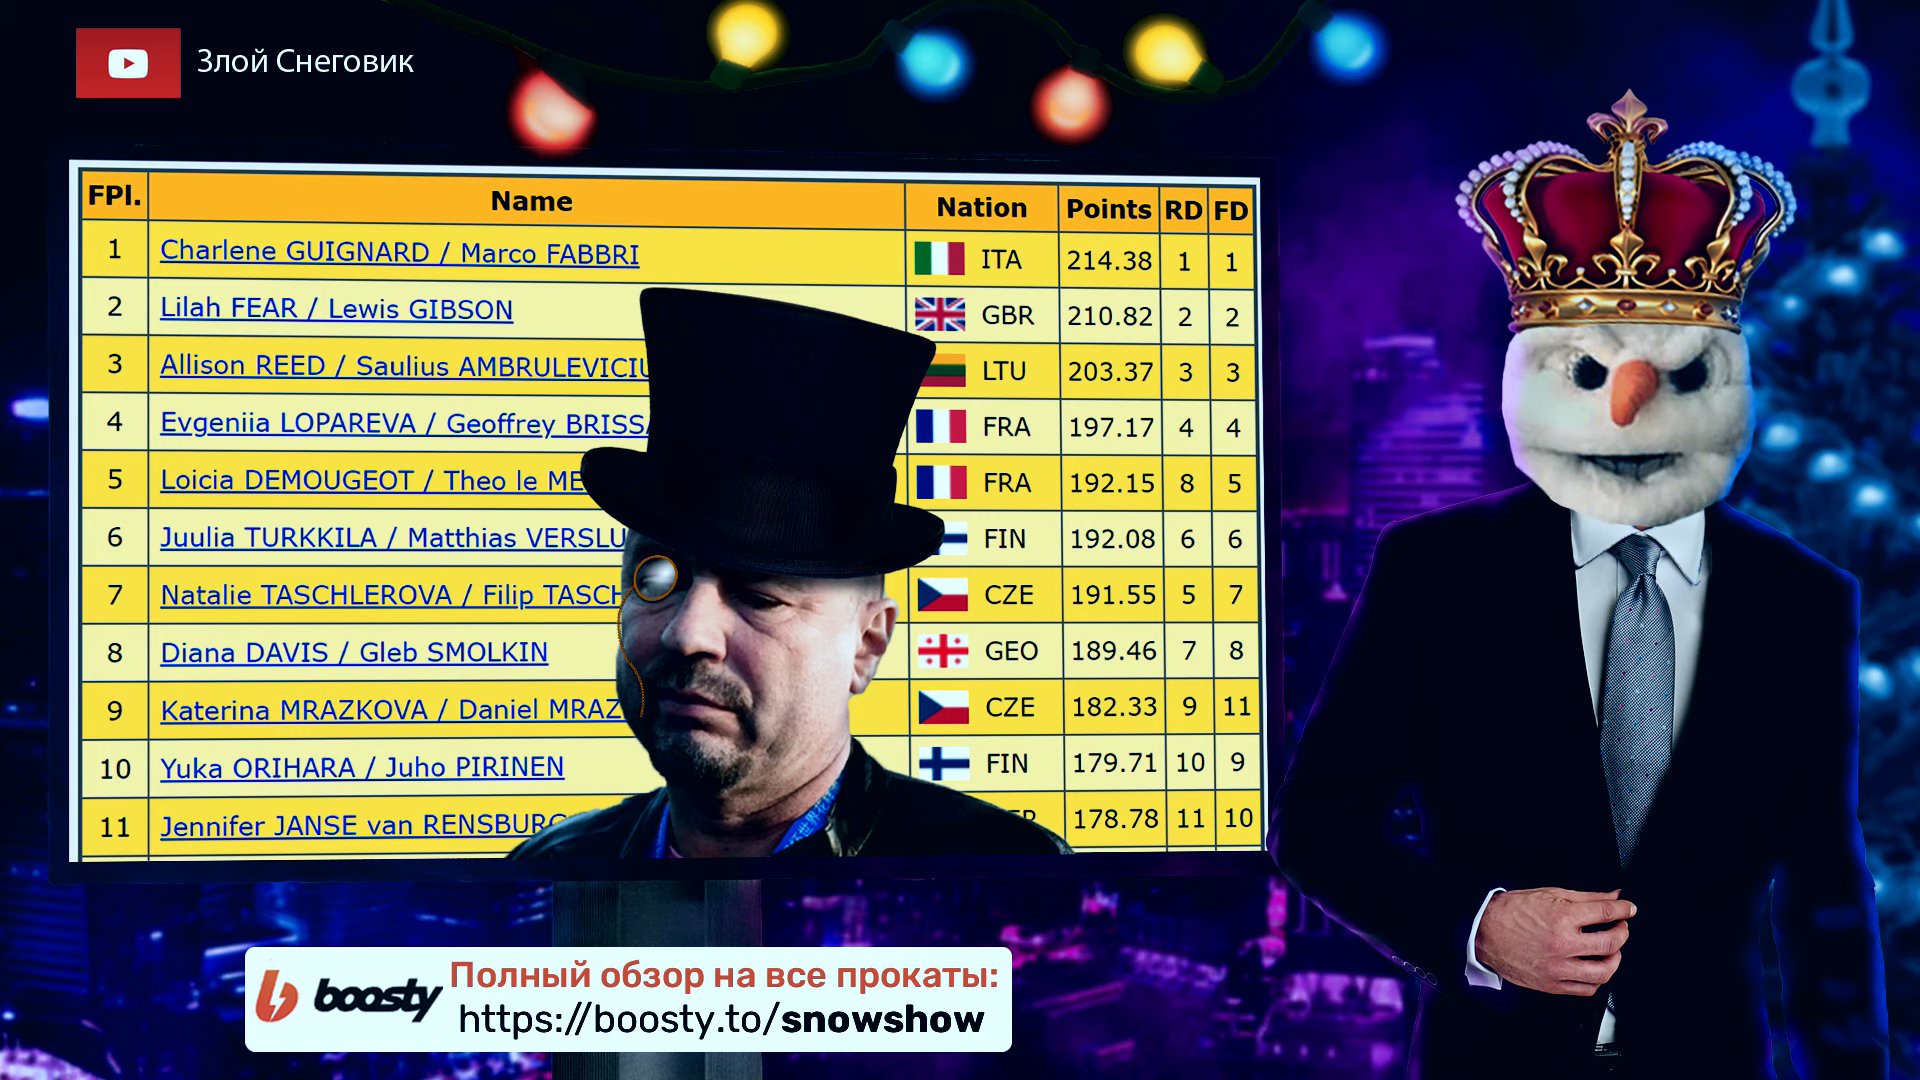 Злой Снеговик
FPl. Name Nation Points RD FD
1 Charlene GUIGNARD / Marco FABBRI ITA 214.38 1 1
2 Lilah FEAR / Lewis GIBSON GBR 210.82 2 2
3 Allison REED / Saulius LTU 203.37 3 3
4 Evgeniia LOPAREVA / Geoffrey FRA 197.17 4 4
5 Loicia DEMOUGEOT / Theo le FRA 192.15 8 5
6 Juulia TURKKILA / Matthias FIN 192.08 6 6
7 Natalie TASCHLEROVA / Filip CZE 191.55 5 7
8 Diana DAVIS / Gleb SMOLKIN GEO 189.46 7 8
9 Katerina MRAZKOVA / Daniel CZE 182.33 9 11
10 Yuka ORIHARA / Juho PIRINEN FIN 179.71 10 9
11 Jennifer JANSE van 178.78 11 10
boosty Полный обзор на все прокаты:
https://boosty.to/snowshow